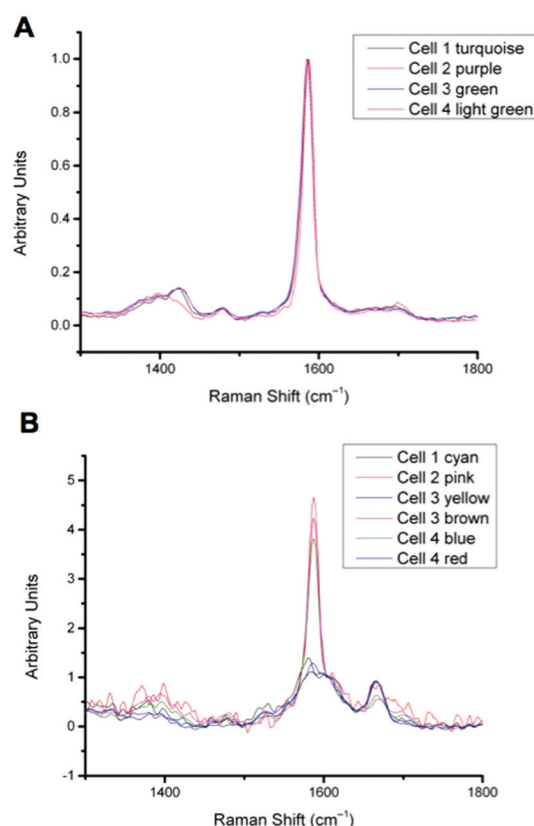 A
Cell 1 turquoise
Cell 2 purple
Cell 3 green
Cell 4 light green
1.0
0.8
0.6
0.4
0.2
0.0
Arbitrary Units
1400
1600
1800
Raman Shift (cm⁻¹)
B
Cell 1 cyan
Cell 2 pink
Cell 3 yellow
Cell 3 brown
Cell 4 blue
Cell 4 red
5
4
3
2
1
0
-1
Arbitrary Units
1400
1600
1800
Raman Shift (cm⁻¹)